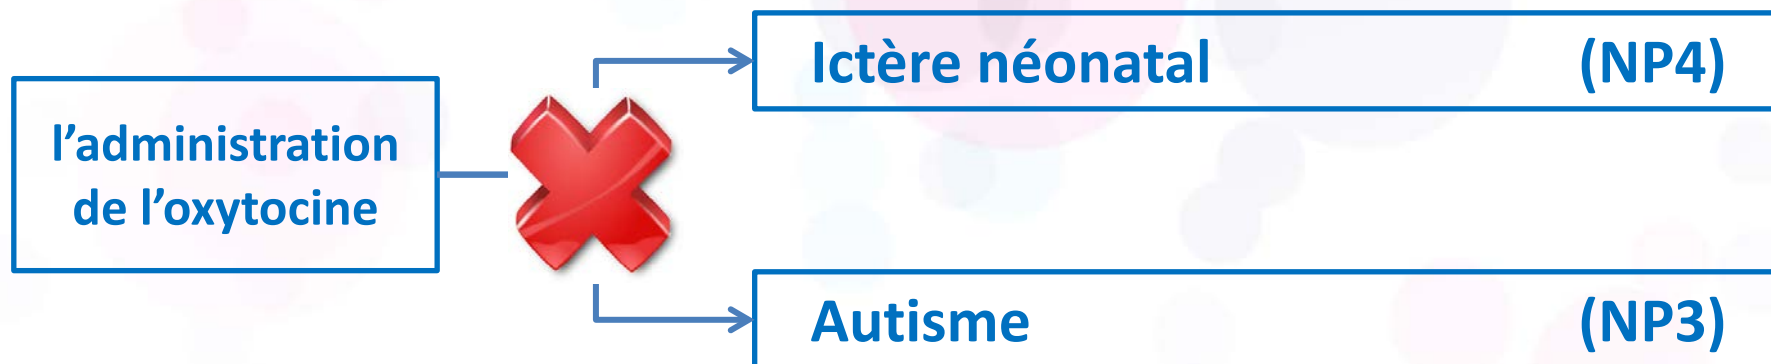 l’administration
de l’oxytocine
Ictère néonatal (NP4)
Autisme (NP3)